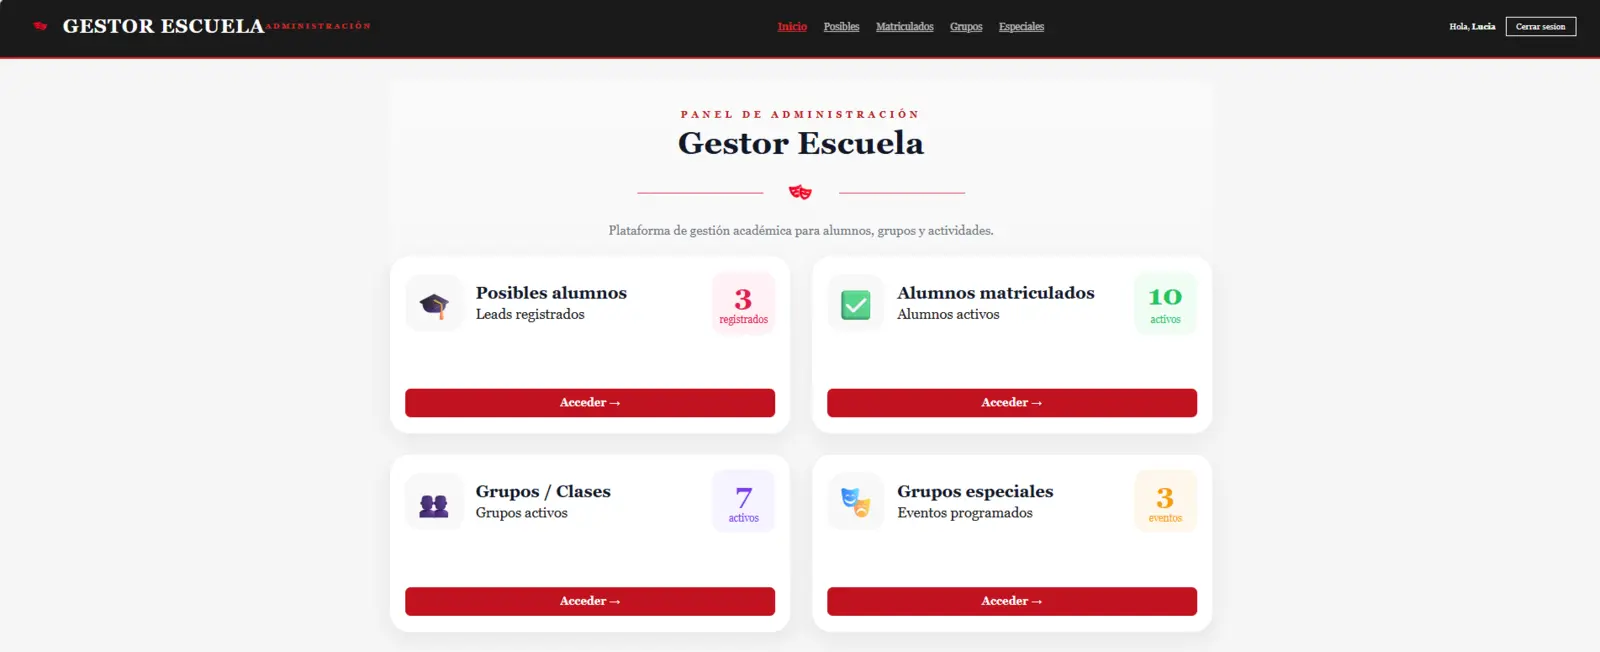 GESTOR ESCUELA ADMINISTRACIÓN
Inicio Posibles Matriculados Grupos Especiales
Hola, Lucia Cerrar sesion
PANEL DE ADMINISTRACIÓN
Gestor Escuela
Plataforma de gestión académica para alumnos, grupos y actividades.
Posibles alumnos
Leads registrados
3
registrados
Acceder →
Alumnos matriculados
Alumnos activos
10
activos
Acceder →
Grupos / Clases
Grupos activos
7
activos
Acceder →
Grupos especiales
Eventos programados
3
eventos
Acceder →